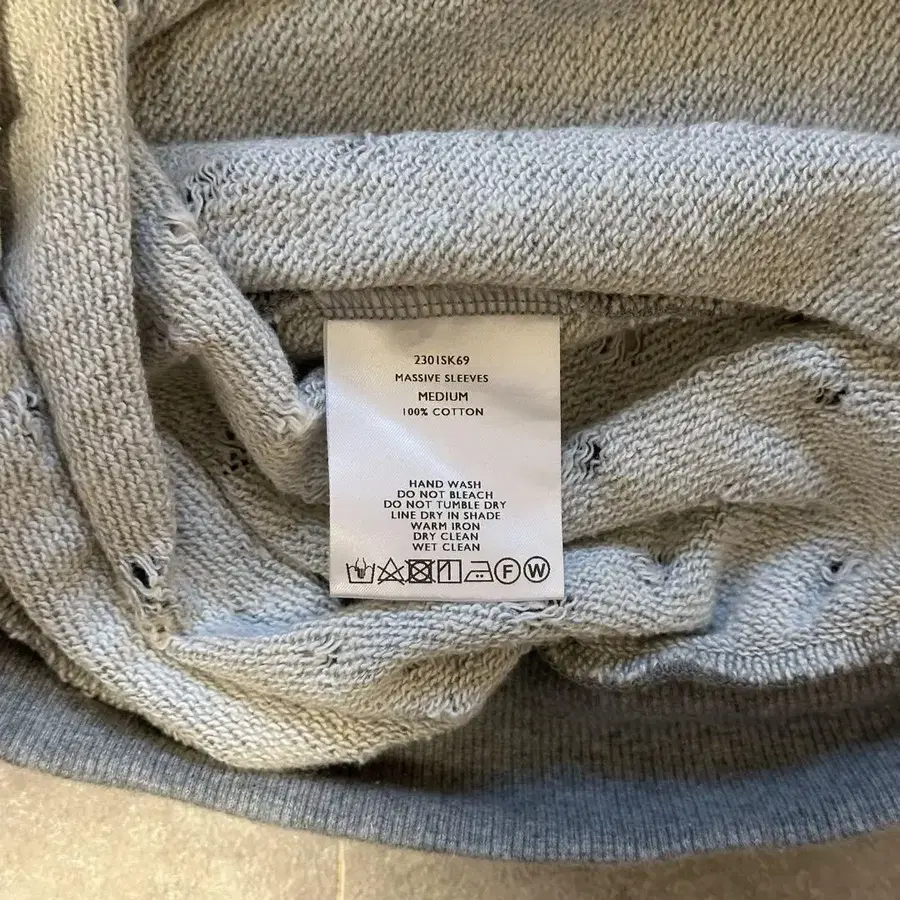 2301SK69
MASSIVE SLEEVES
MEDIUM
100% COTTON
HAND WASH
DO NOT BLEACH
DO NOT TUMBLE DRY
LINE DRY IN SHADE
WARM IRON
DRY CLEAN
WET CLEAN
F W